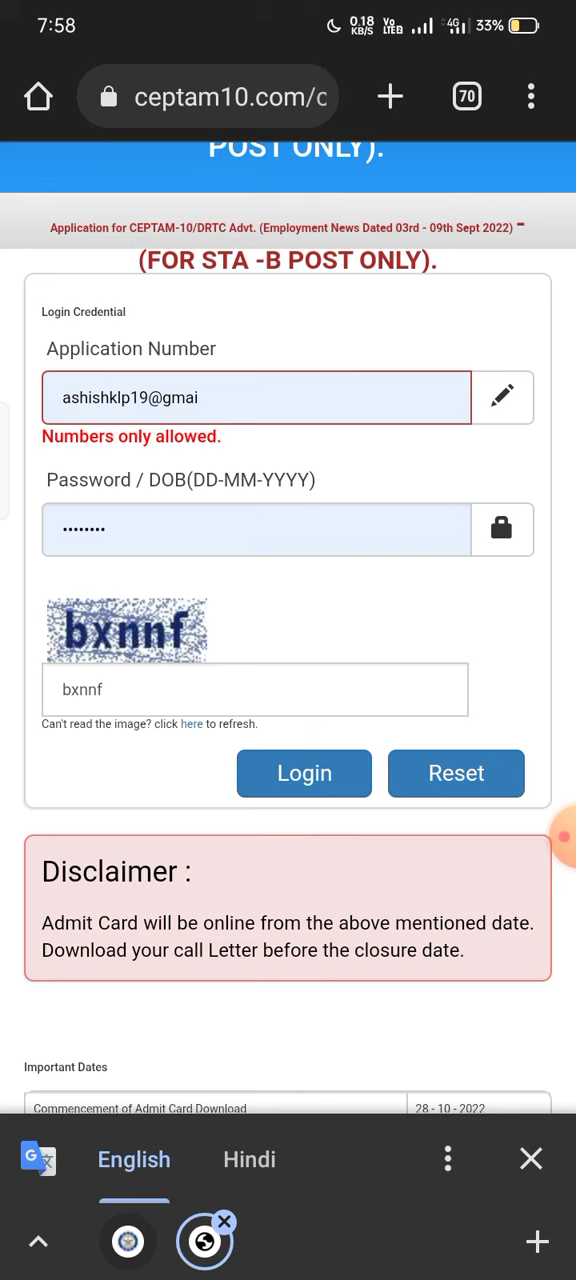 7:58
0.18 KB/S
Vo LTE2
4G
33%
ceptam10.com/c
70
POST ONLY).
Application for CEPTAM-10/DRTC Advt. (Employment News Dated 03rd - 09th Sept 2022) -
(FOR STA -B POST ONLY).
Login Credential
Application Number
ashishklp19@gmai
Numbers only allowed.
Password / DOB(DD-MM-YYYY)
••••••••
bxnnf
bxnnf
Can't read the image? click here to refresh.
Login
Reset
Disclaimer :
Admit Card will be online from the above mentioned date.
Download your call Letter before the closure date.
Important Dates
Commencement of Admit Card Download
28 - 10 - 2022
English
Hindi